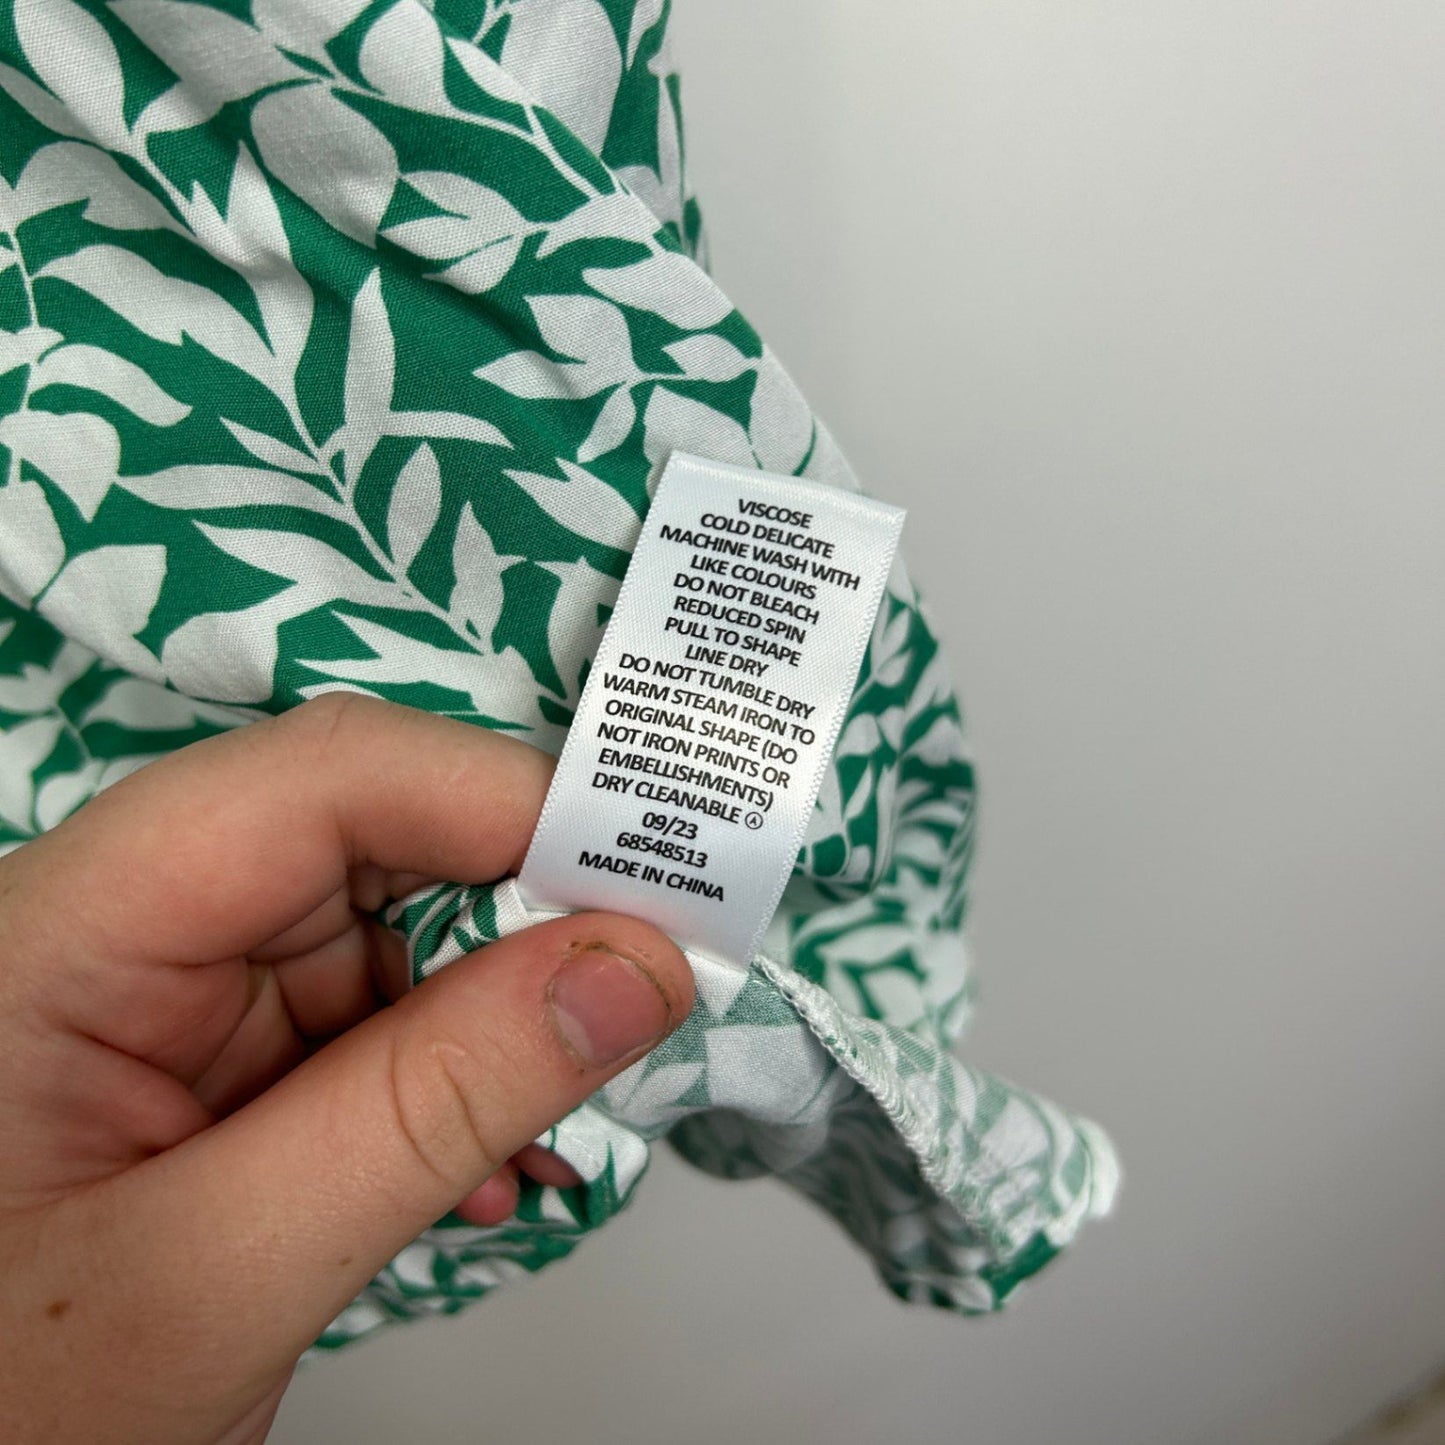 VISCOSE
COLD DELICATE
MACHINE WASH WITH
LIKE COLOURS
DO NOT BLEACH
REDUCED SPIN
PULL TO SHAPE
LINE DRY
DO NOT TUMBLE DRY
WARM STEAM IRON TO
ORIGINAL SHAPE (DO
NOT IRON PRINTS OR
EMBELLISHMENTS)
DRY CLEANABLE Ⓐ
09/23
68548513
MADE IN CHINA